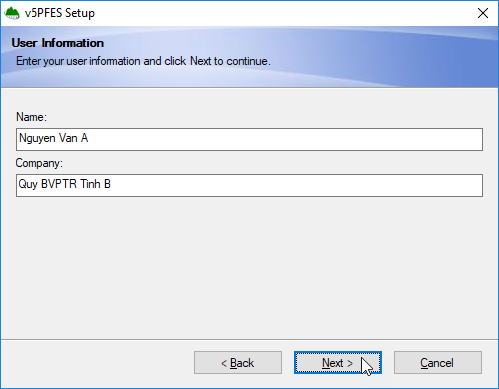 v5PFES Setup
User Information
Enter your user information and click Next to continue.
Name:
Nguyen Van A
Company:
Quy BVPTR Tinh B
< Back
Next >
Cancel